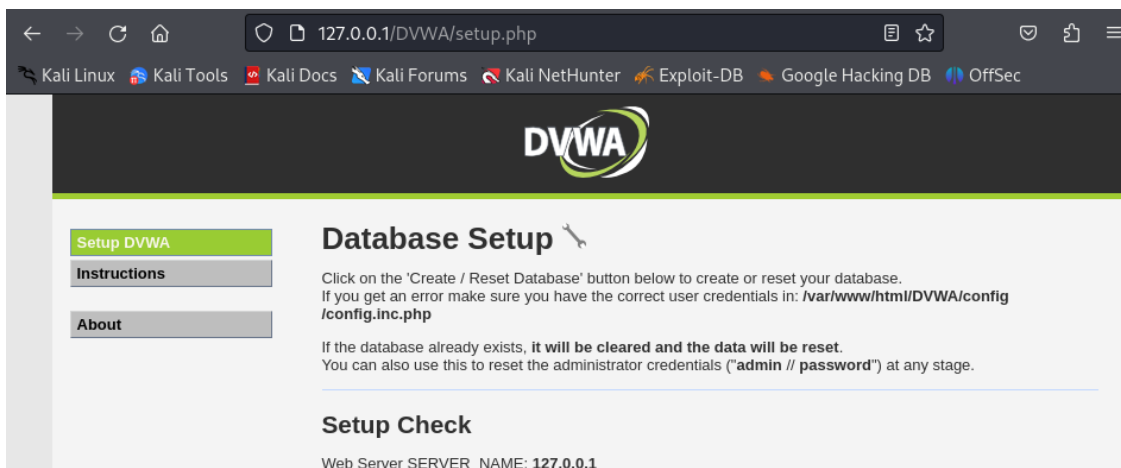 127.0.0.1/DVWA/setup.php
Kali Linux Kali Tools Kali Docs Kali Forums Kali NetHunter Exploit-DB Google Hacking DB OffSec
DVWA
Setup DVWA
Instructions
About
Database Setup
Click on the 'Create / Reset Database' button below to create or reset your database.
If you get an error make sure you have the correct user credentials in: /var/www/html/DVWA/config
/config.inc.php
If the database already exists, it will be cleared and the data will be reset.
You can also use this to reset the administrator credentials ("admin // password") at any stage.
Setup Check
Web Server SERVER_NAME: 127.0.0.1